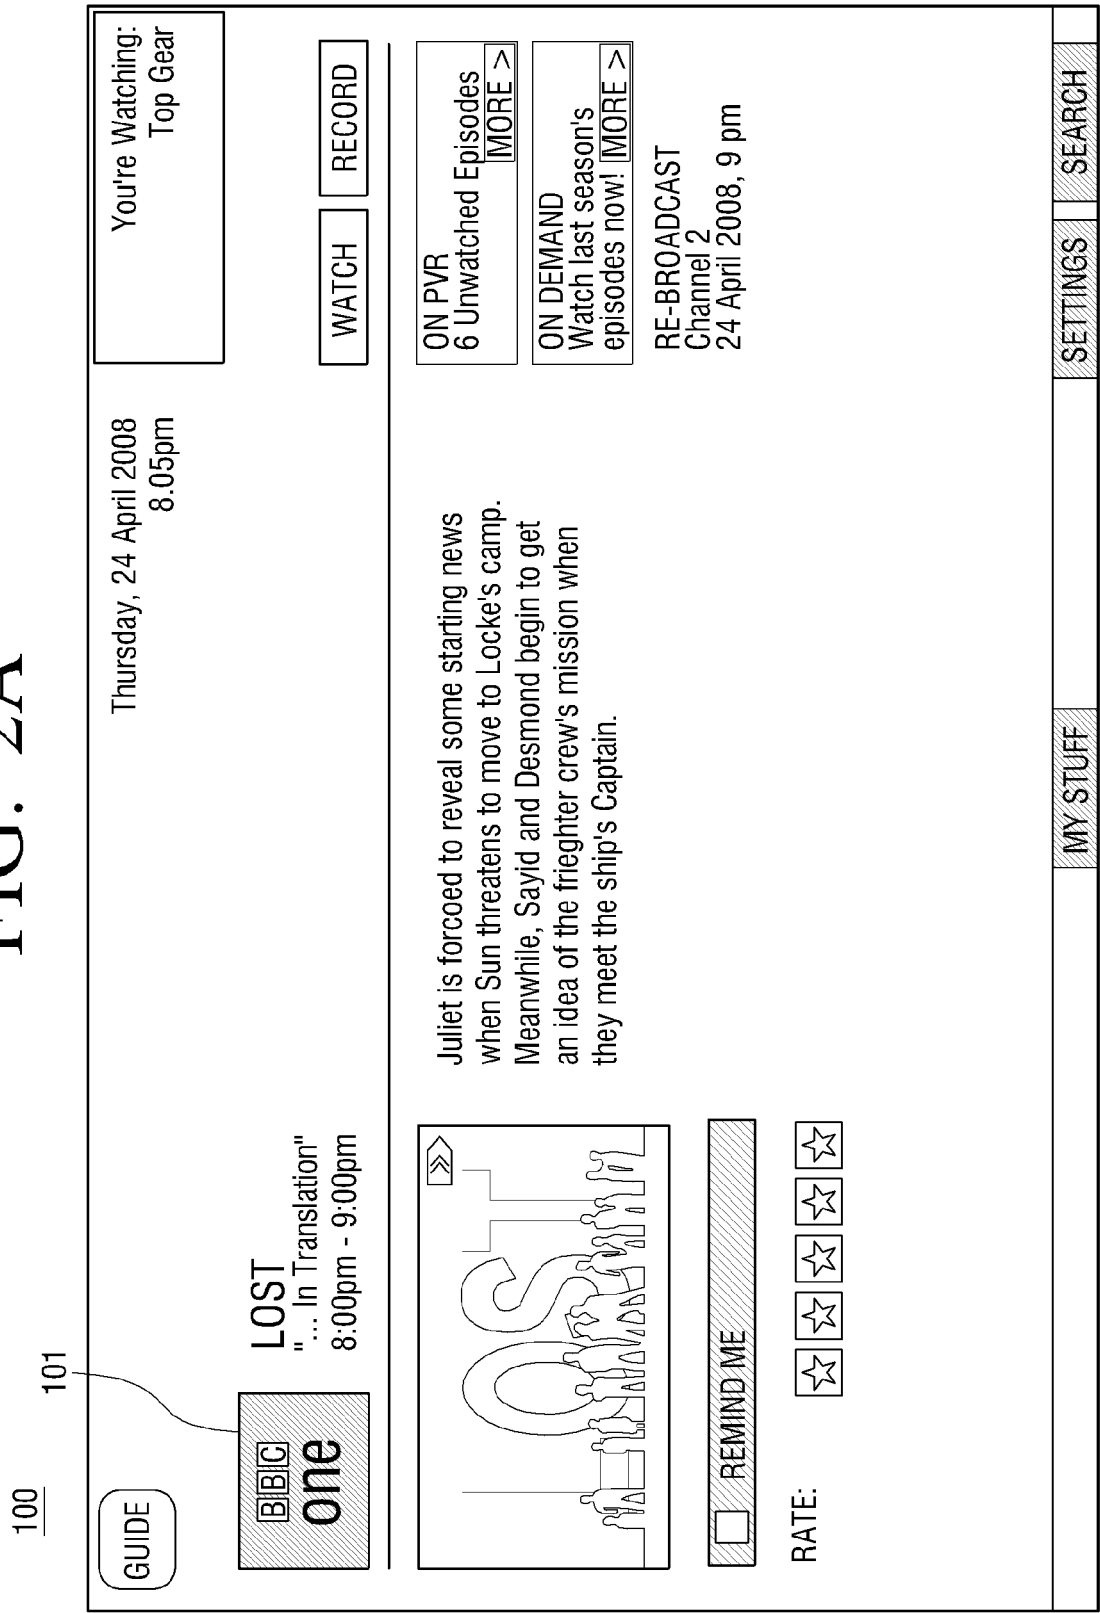 FIG. 2A
100
101
GUIDE
Thursday, 24 April 2008
8.05pm
You're Watching:
Top Gear
BBC
one
LOST
"... In Translation"
8:00pm - 9:00pm
WATCH
RECORD
Juliet is forcoed to reveal some starting news
when Sun threatens to move to Locke's camp.
Meanwhile, Sayid and Desmond begin to get
an idea of the frieghter crew's mission when
they meet the ship's Captain.
ON PVR
6 Unwatched Episodes
MORE >
ON DEMAND
Watch last season's
episodes now! MORE >
RE-BROADCAST
Channel 2
24 April 2008, 9 pm
OS
REMIND ME
RATE:
MY STUFF
SETTINGS
SEARCH